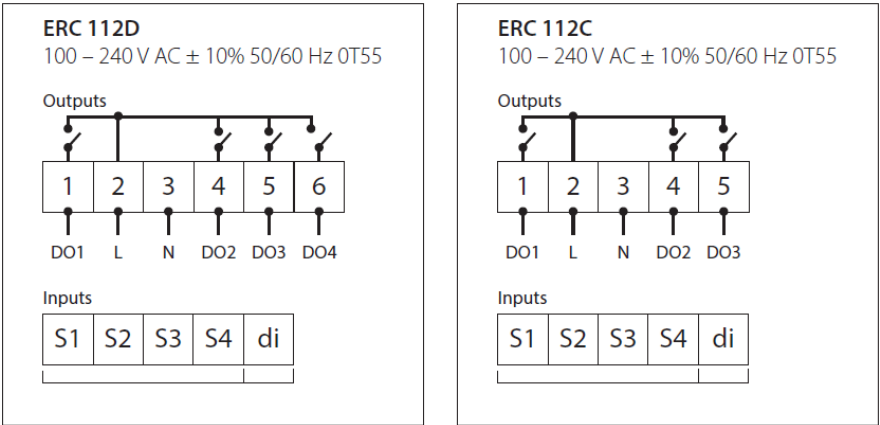 ERC 112D
100 – 240 V AC ± 10% 50/60 Hz 0T55
Outputs
1 2 3 4 5 6
DO1 L N DO2 DO3 DO4
Inputs
S1 S2 S3 S4 di
ERC 112C
100 – 240 V AC ± 10% 50/60 Hz 0T55
Outputs
1 2 3 4 5
DO1 L N DO2 DO3
Inputs
S1 S2 S3 S4 di